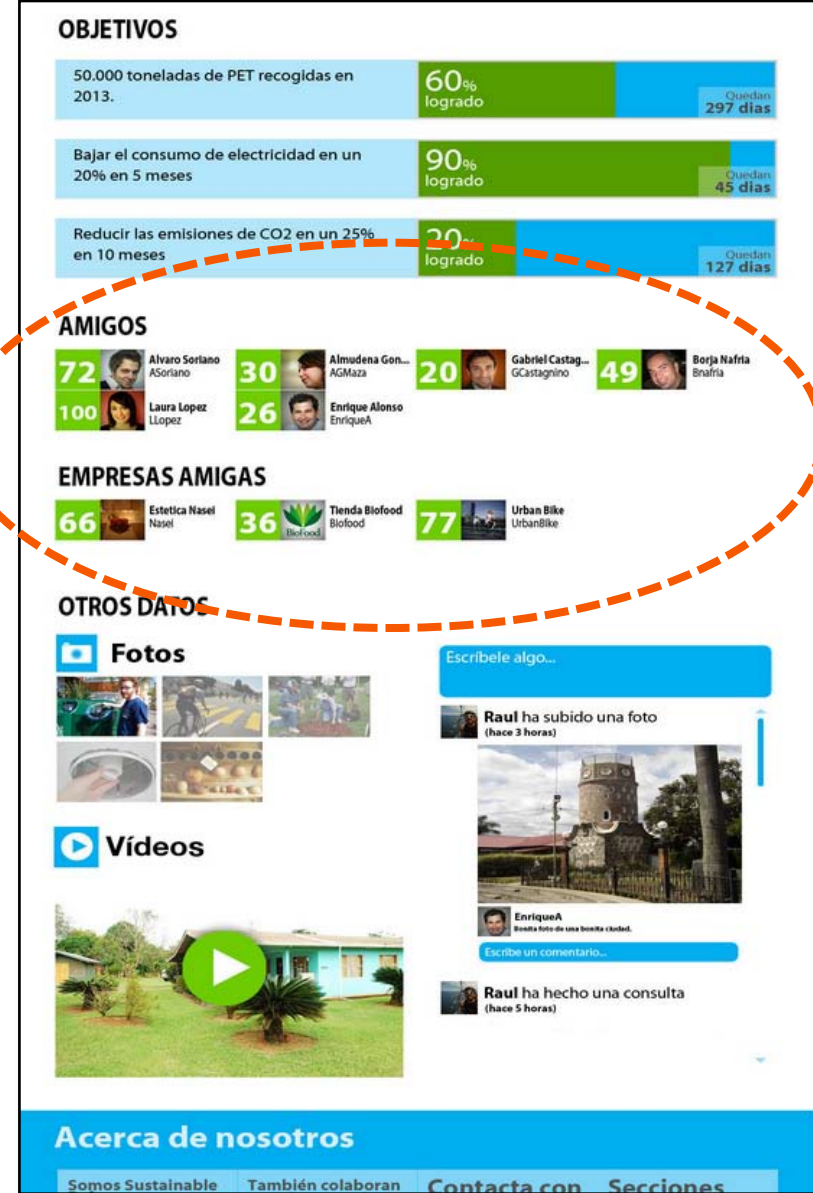 OBJETIVOS
50.000 toneladas de PET recogidas en
2013.
60%
logrado
Quedan
297 dias
Bajar el consumo de electricidad en un
20% en 5 meses
90%
logrado
Quedan
45 dias
Reducir las emisiones de CO2 en un 25%
en 10 meses
20%
logrado
Quedan
127 dias
AMIGOS
72
Alvaro Soriano
ASoriano
30
Almudena Gon...
AGMaza
20
Gabriel Castag...
GCastagnino
49
Borja Nafria
Bnafria
100
Laura Lopez
LLopez
26
Enrique Alonso
EnriqueA
EMPRESAS AMIGAS
66
Estetica Nasei
Nasei
36
BioFood
Tienda Biofood
Biofood
77
Urban Bike
UrbanBike
OTROS DATOS
Fotos
Escríbele algo...
Raul ha subido una foto
(hace 3 horas)
EnriqueA
Bonita foto de una bonita ciudad.
Escribe un comentario...
Vídeos
Raul ha hecho una consulta
(hace 5 horas)
Acerca de nosotros
Somos Sustainable
También colaboran
Contacta con
Secciones